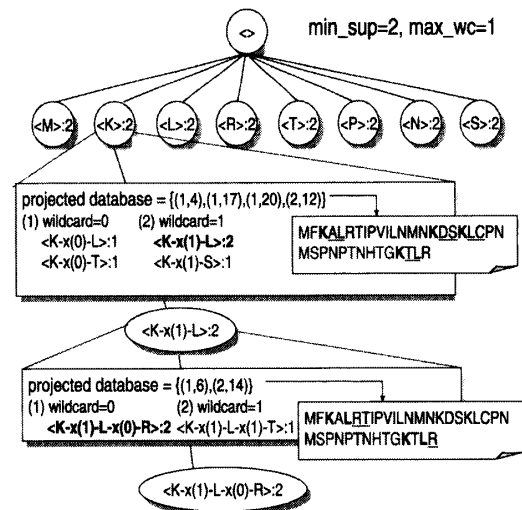 <>
min_sup=2, max_wc=1
<M>:2 <K>:2 <L>:2 <R>:2 <T>:2 <P>:2 <N>:2 <S>:2
projected database = {(1,4),(1,17),(1,20),(2,12)}
(1) wildcard=0 (2) wildcard=1
<K-x(0)-L>:1 <K-x(1)-L>:2
<K-x(0)-T>:1 <K-x(1)-S>:1
MFKALRTIPVILNMNKDSKLCPN
MSPNPTNHTGKTLR
<K-x(1)-L>:2
projected database = {(1,6),(2,14)}
(1) wildcard=0 (2) wildcard=1
<K-x(1)-L-x(0)-R>:2 <K-x(1)-L-x(1)-T>:1
MFKALRTIPVILNMNKDSKLCPN
MSPNPTNHTGKTLR
<K-x(1)-L-x(0)-R>:2